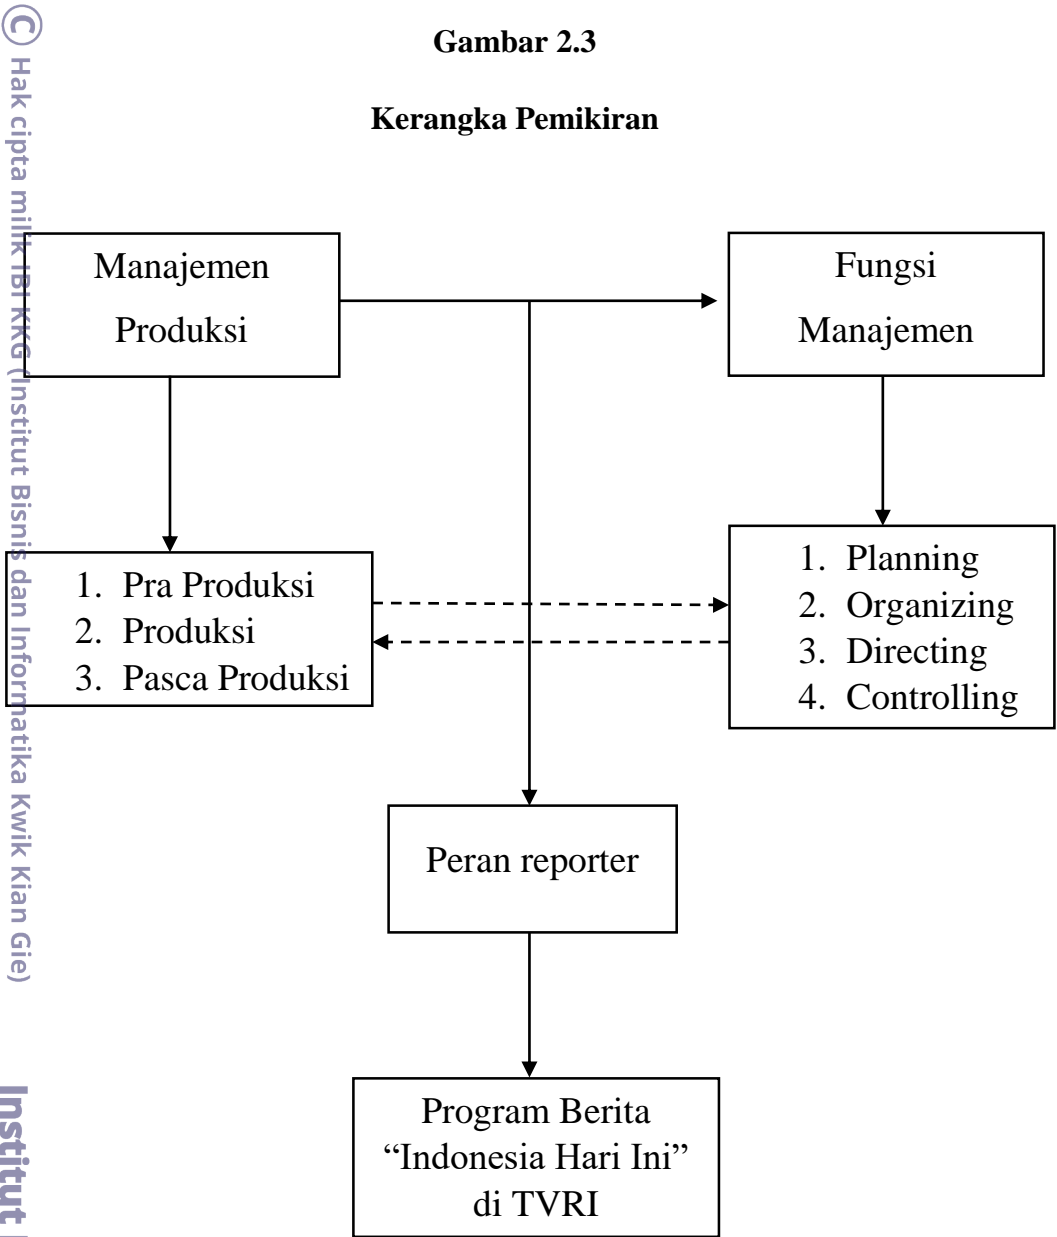 Gambar 2.3
Kerangka Pemikiran
Manajemen
Produksi
Fungsi
Manajemen
1. Pra Produksi
2. Produksi
3. Pasca Produksi
1. Planning
2. Organizing
3. Directing
4. Controlling
Peran reporter
Program Berita
“Indonesia Hari Ini”
di TVRI
© Hak cipta milik IBI KKG (Institut Bisnis dan Informatika Kwik Kian Gie)
Institut